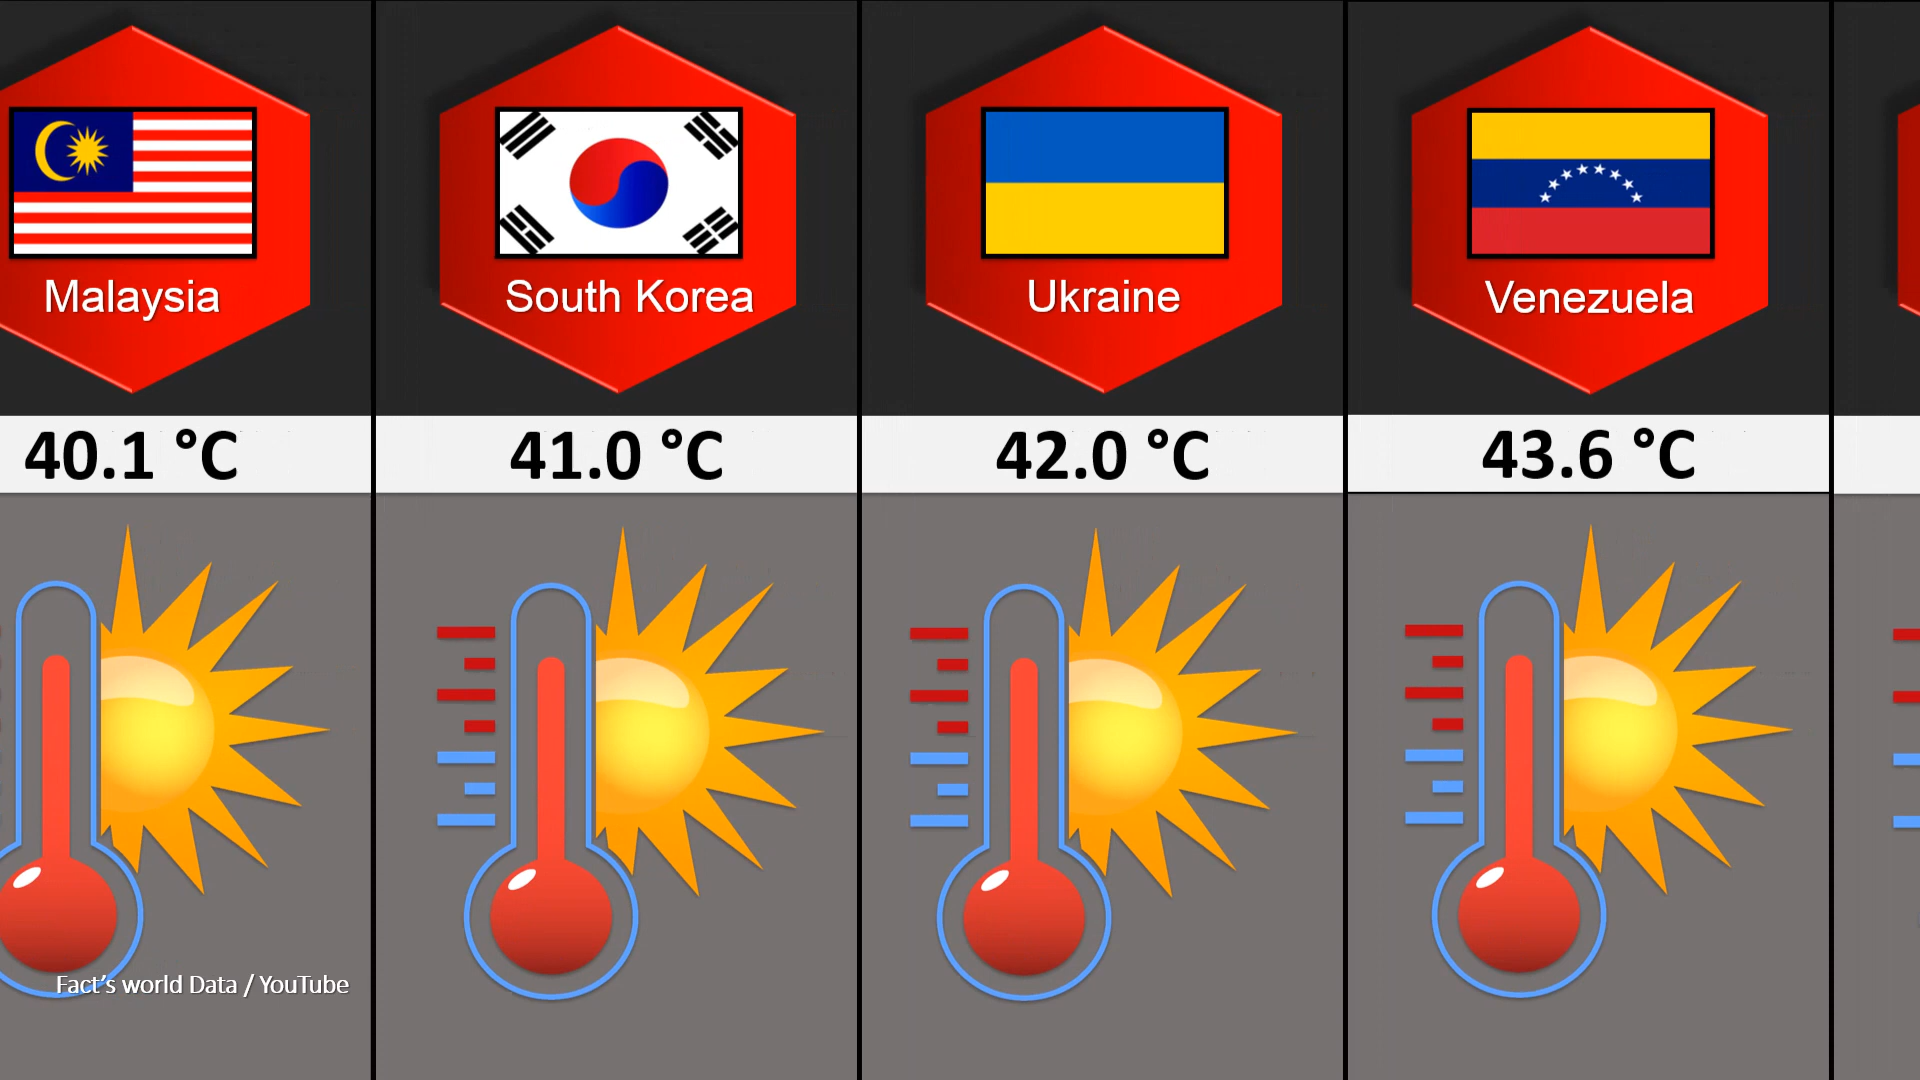 Malaysia
South Korea
Ukraine
Venezuela
40.1 °C
41.0 °C
42.0 °C
43.6 °C
Fact's world Data / YouTube